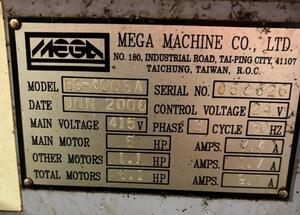 MEGA
MEGA MACHINE CO., LTD.
NO. 180, INDUSTRIAL ROAD, TAI-PING CITY, 41107
TAICHUNG, TAIWAN, R.O.C.
MODEL SERIAL NO.
DATE JUN 2006 CONTROL VOLTAGE V
MAIN VOLTAGE 415 V PHASE CYCLE HZ
MAIN MOTOR HP AMPS. A
OTHER MOTORS 1.1 HP AMPS. A
TOTAL MOTORS HP AMPS. A